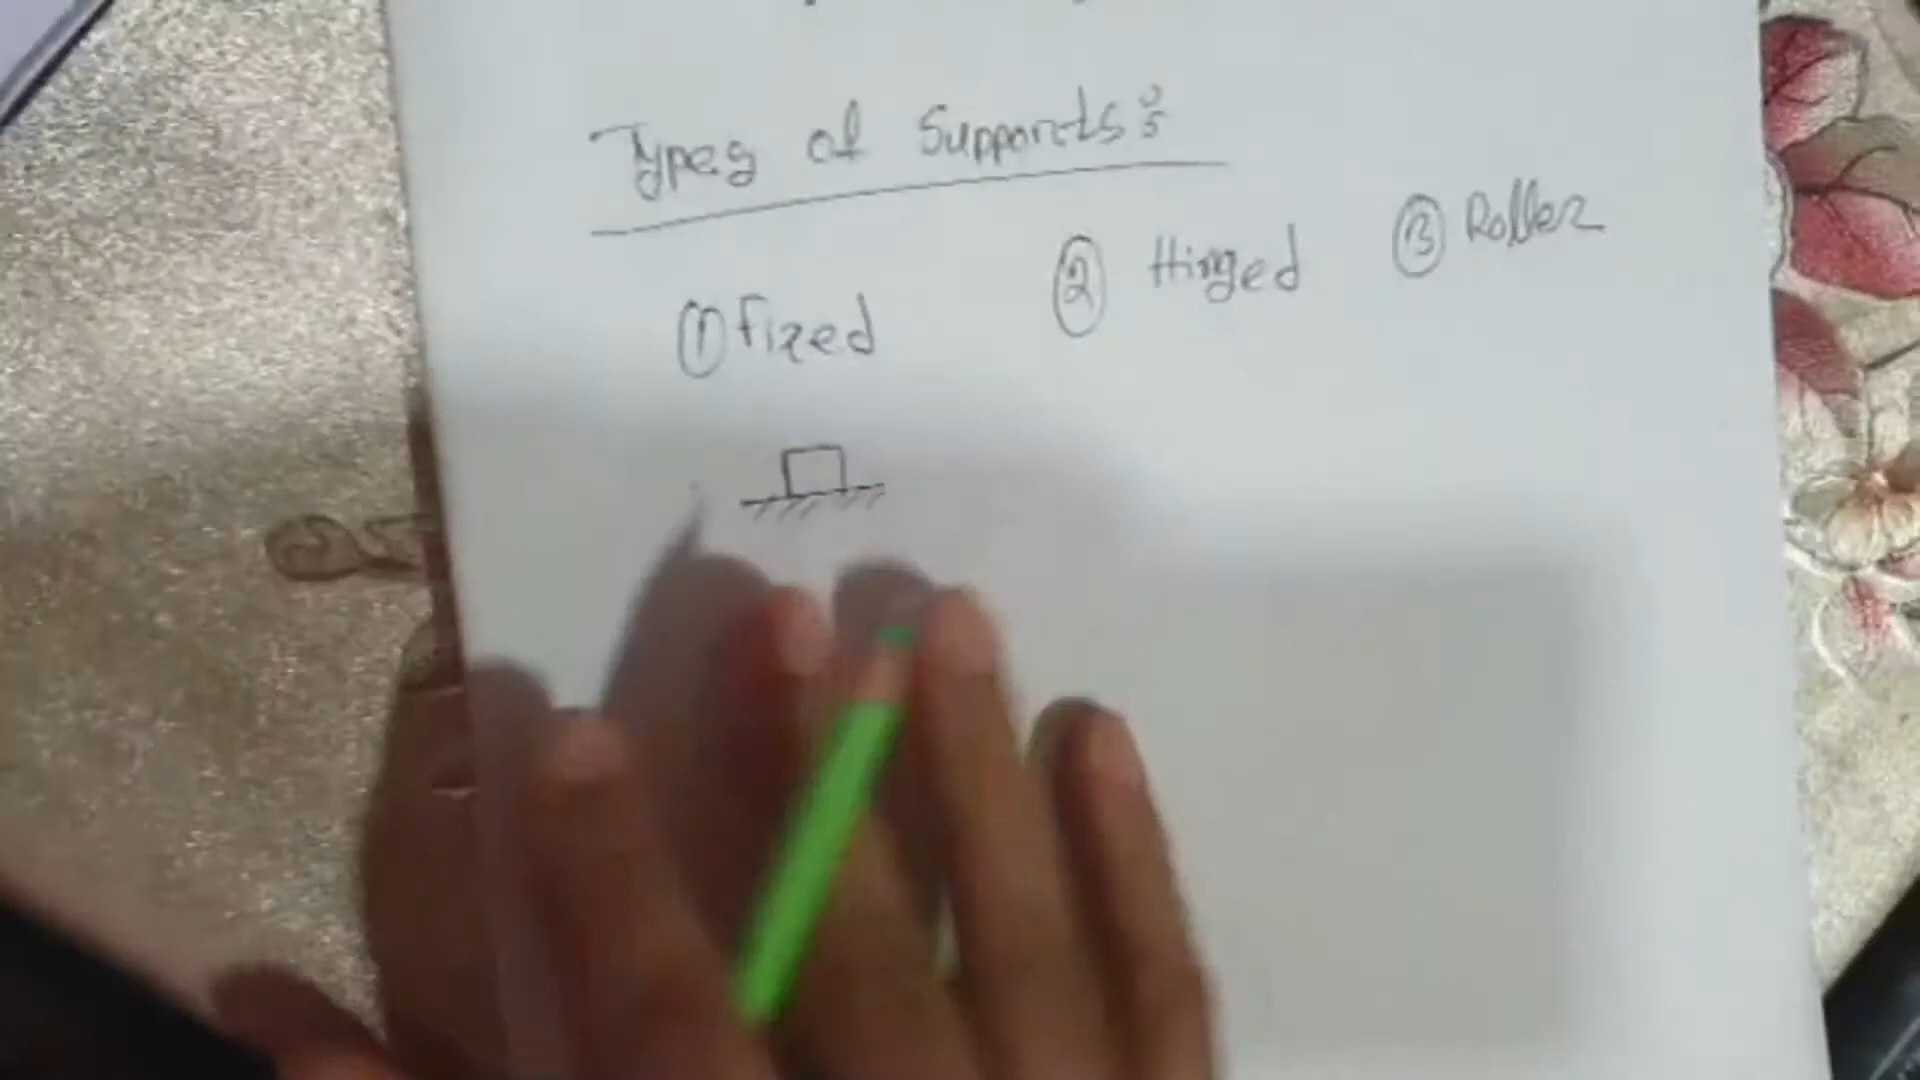 Types of Supports:
① Fixed ② Hinged ③ Roller